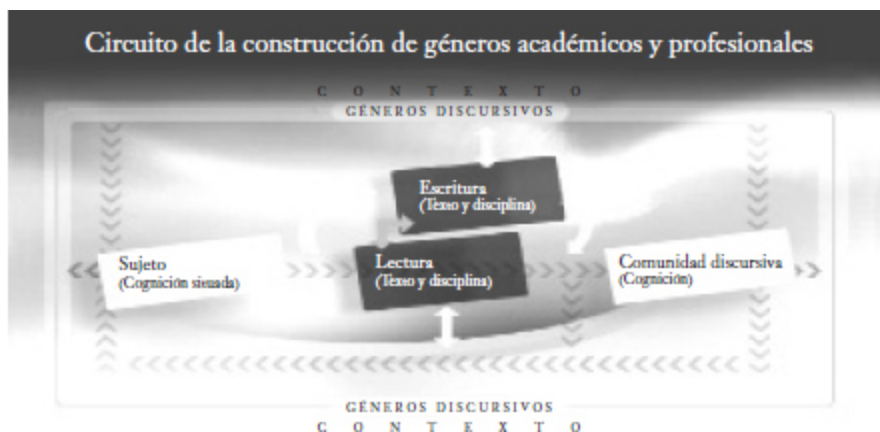 Circuito de la construcción de géneros académicos y profesionales
C O N T E X T O
GÉNEROS DISCURSIVOS
Escritura
(Texto y disciplina)
Sujeto
(Cognición situada)
Lectura
(Texto y disciplina)
Comunidad discursiva
(Cognición)
GÉNEROS DISCURSIVOS
C O N T E X T O